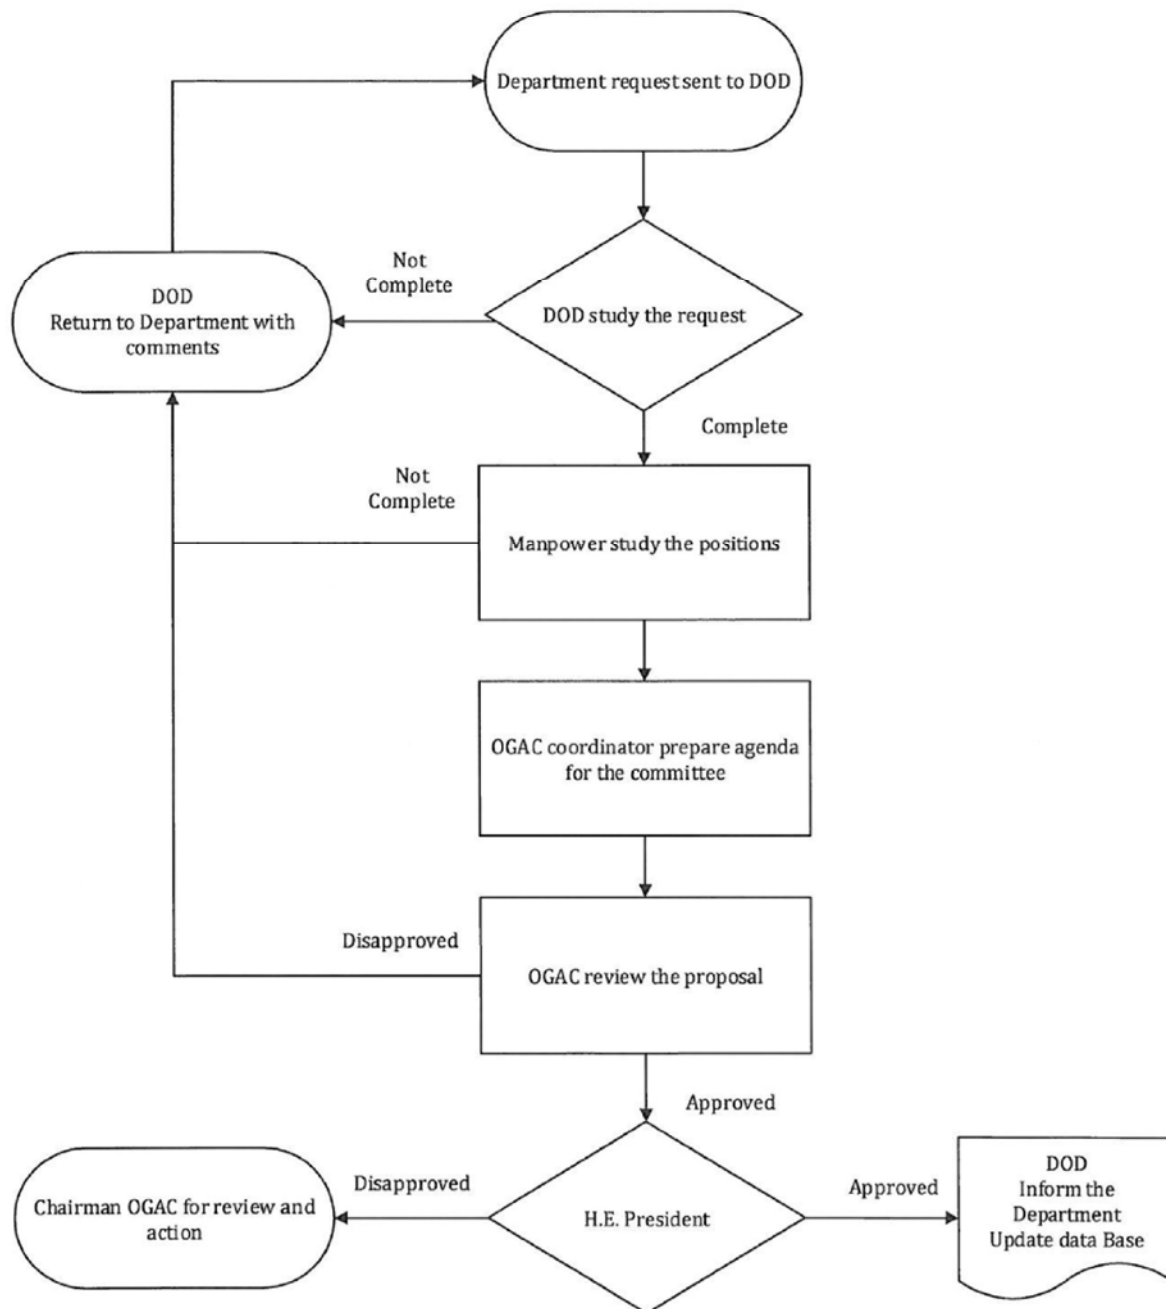 Department request sent to DOD
Not
Complete
DOD
Return to Department with
comments
DOD study the request
Complete
Not
Complete
Manpower study the positions
OGAC coordinator prepare agenda
for the committee
Disapproved
OGAC review the proposal
Approved
Disapproved
Approved
Chairman OGAC for review and
action
H.E. President
DOD
Inform the
Department
Update data Base